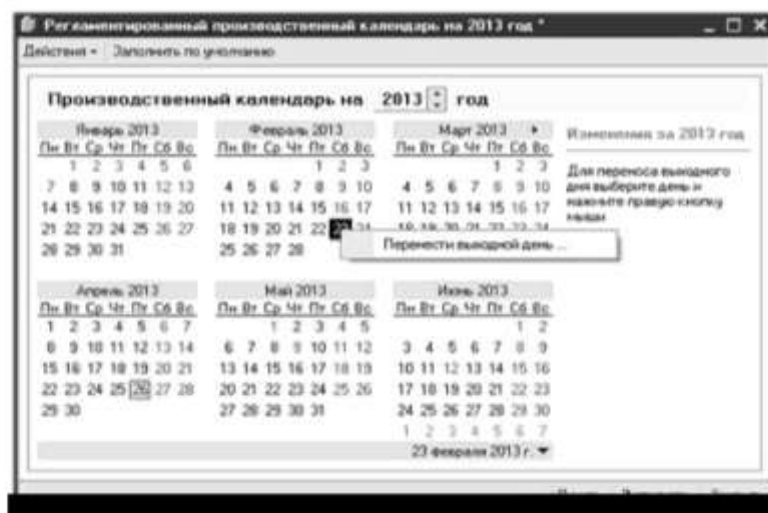 Регламентированный производственный календарь на 2013 год *
Действия Заполнить по умолчанию
Производственный календарь на 2013 год
Январь 2013 Февраль 2013 Март 2013
Изменения за 2013 год
Пн Вт Ср Чт Пт Сб Вс Пн Вт Ср Чт Пт Сб Вс Пн Вт Ср Чт Пт Сб Вс
1 2 3 4 5 6 1 2 3 1 2 3
Для переноса выходного
7 8 9 10 11 12 13 4 5 6 7 8 9 10 4 5 6 7 8 9 10
дня выберите день и
14 15 16 17 18 19 20 11 12 13 14 15 16 17 11 12 13 14 15 16 17
нажмите правую кнопку
мыши
21 22 23 24 25 26 27 18 19 20 21 22 23 24 18 19 20 21 22 23 24
Перенести выходной день ...
28 29 30 31 25 26 27 28
Апрель 2013 Май 2013 Июнь 2013
Пн Вт Ср Чт Пт Сб Вс Пн Вт Ср Чт Пт Сб Вс Пн Вт Ср Чт Пт Сб Вс
1 2 3 4 5 6 7 1 2 3 4 5 1 2
8 9 10 11 12 13 14 6 7 8 9 10 11 12 3 4 5 6 7 8 9
15 16 17 18 19 20 21 13 14 15 16 17 18 19 10 11 12 13 14 15 16
22 23 24 25 26 27 28 20 21 22 23 24 25 26 17 18 19 20 21 22 23
29 30 27 28 29 30 31 24 25 26 27 28 29 30
1 2 3 4 5 6 7
23 февраля 2013 г.